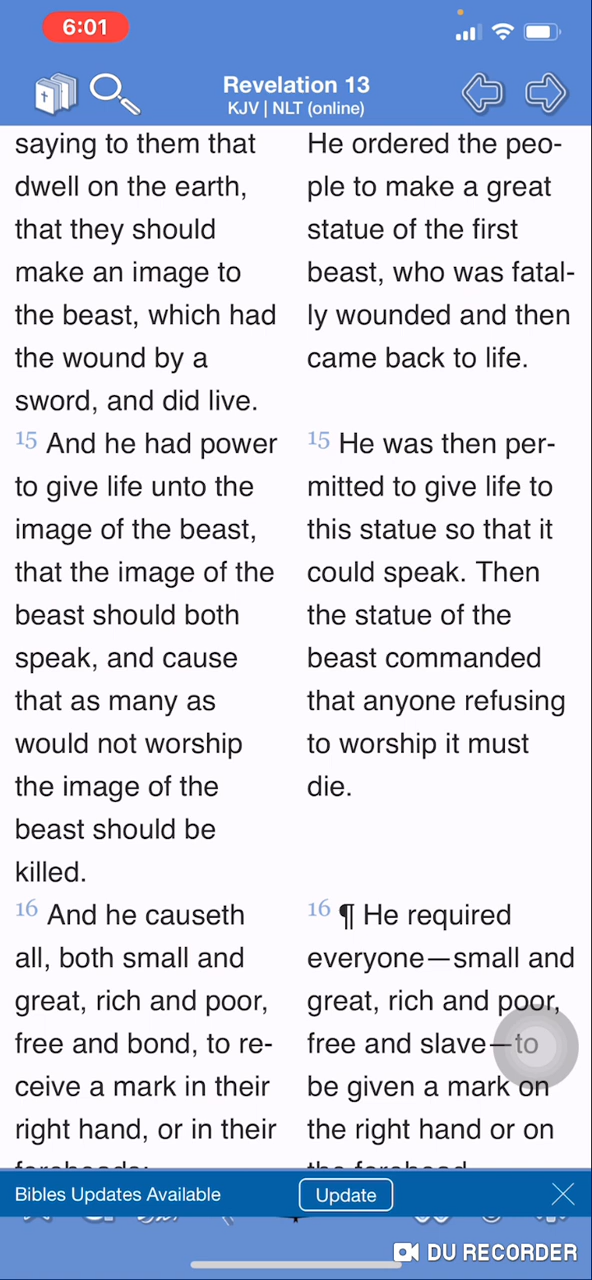 6:01
Revelation 13
KJV | NLT (online)
saying to them that
dwell on the earth,
that they should
make an image to
the beast, which had
the wound by a
sword, and did live.
15 And he had power
to give life unto the
image of the beast,
that the image of the
beast should both
speak, and cause
that as many as
would not worship
the image of the
beast should be
killed.
16 And he causeth
all, both small and
great, rich and poor,
free and bond, to re-
ceive a mark in their
right hand, or in their
foreheads:
He ordered the peo-
ple to make a great
statue of the first
beast, who was fatal-
ly wounded and then
came back to life.
15 He was then per-
mitted to give life to
this statue so that it
could speak. Then
the statue of the
beast commanded
that anyone refusing
to worship it must
die.
16 ¶ He required
everyone—small and
great, rich and poor,
free and slave—to
be given a mark on
the right hand or on
the forehead
Bibles Updates Available
Update
DU RECORDER